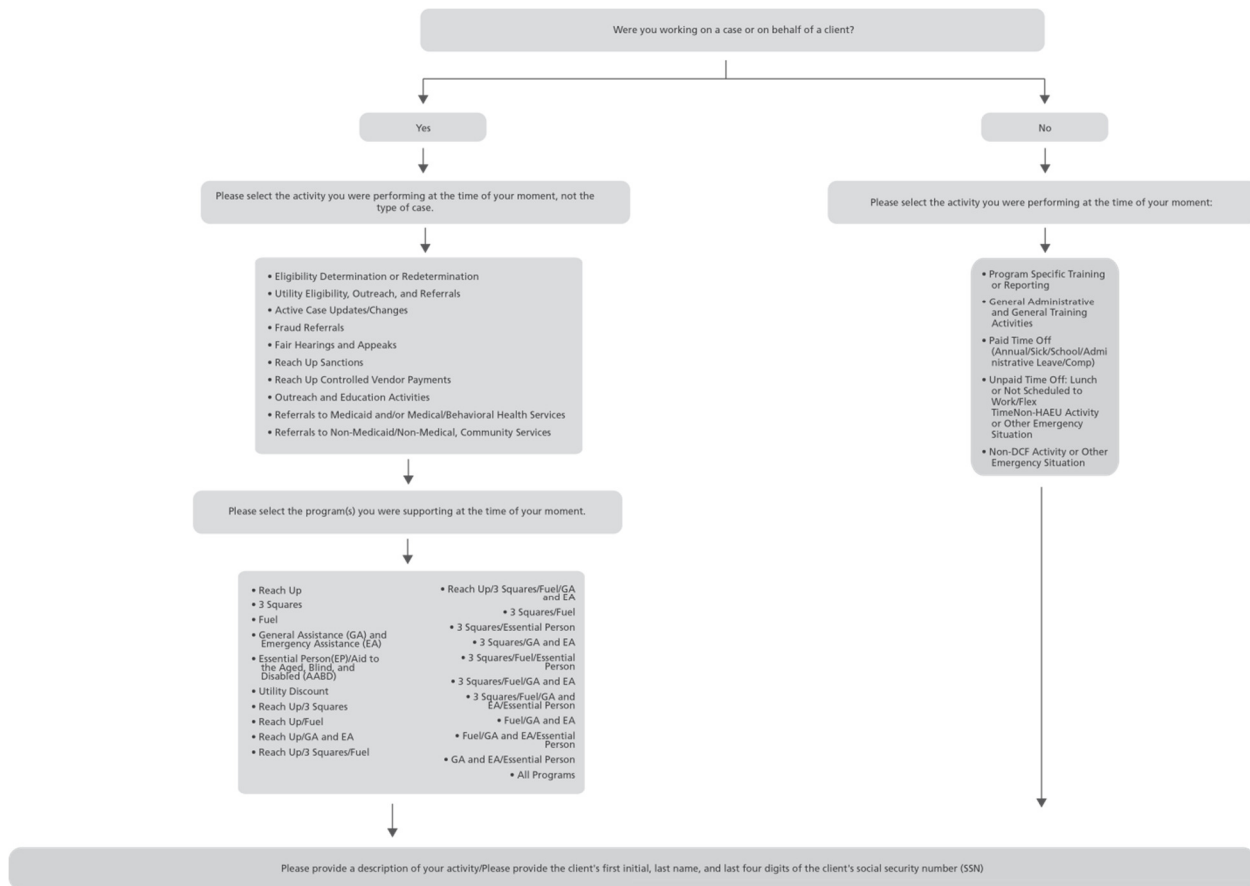 Were you working on a case or on behalf of a client?
Yes
No
Please select the activity you were performing at the time of your moment, not the
type of case.
Please select the activity you were performing at the time of your moment:
• Eligibility Determination or Redetermination
• Utility Eligibility, Outreach, and Referrals
• Active Case Updates/Changes
• Fraud Referrals
• Fair Hearings and Appeaks
• Reach Up Sanctions
• Reach Up Controlled Vendor Payments
• Outreach and Education Activities
• Referrals to Medicaid and/or Medical/Behavioral Health Services
• Referrals to Non-Medicaid/Non-Medical, Community Services
• Program Specific Training
or Reporting
• General Administrative
and General Training
Activities
• Paid Time Off
(Annual/Sick/School/Admi
nistrative Leave/Comp)
• Unpaid Time Off: Lunch
or Not Scheduled to
Work/Flex
TimeNon-HAEU Activity
or Other Emergency
Situation
• Non-DCF Activity or Other
Emergency Situation
Please select the program(s) you were supporting at the time of your moment.
• Reach Up
• 3 Squares
• Fuel
• General Assistance (GA) and
Emergency Assistance (EA)
• Essential Person(EP)/Aid to
the Aged, Blind, and
Disabled (AABD)
• Utility Discount
• Reach Up/3 Squares
• Reach Up/Fuel
• Reach Up/GA and EA
• Reach Up/3 Squares/Fuel
• Reach Up/3 Squares/Fuel/GA
and EA
• 3 Squares/Fuel
• 3 Squares/Essential Person
• 3 Squares/GA and EA
• 3 Squares/Fuel/Essential
Person
• 3 Squares/Fuel/GA and EA
• 3 Squares/Fuel/GA and
EA/Essential Person
• Fuel/GA and EA
• Fuel/GA and EA/Essential
Person
• GA and EA/Essential Person
• All Programs
Please provide a description of your activity/Please provide the client's first initial, last name, and last four digits of the client's social security number (SSN)